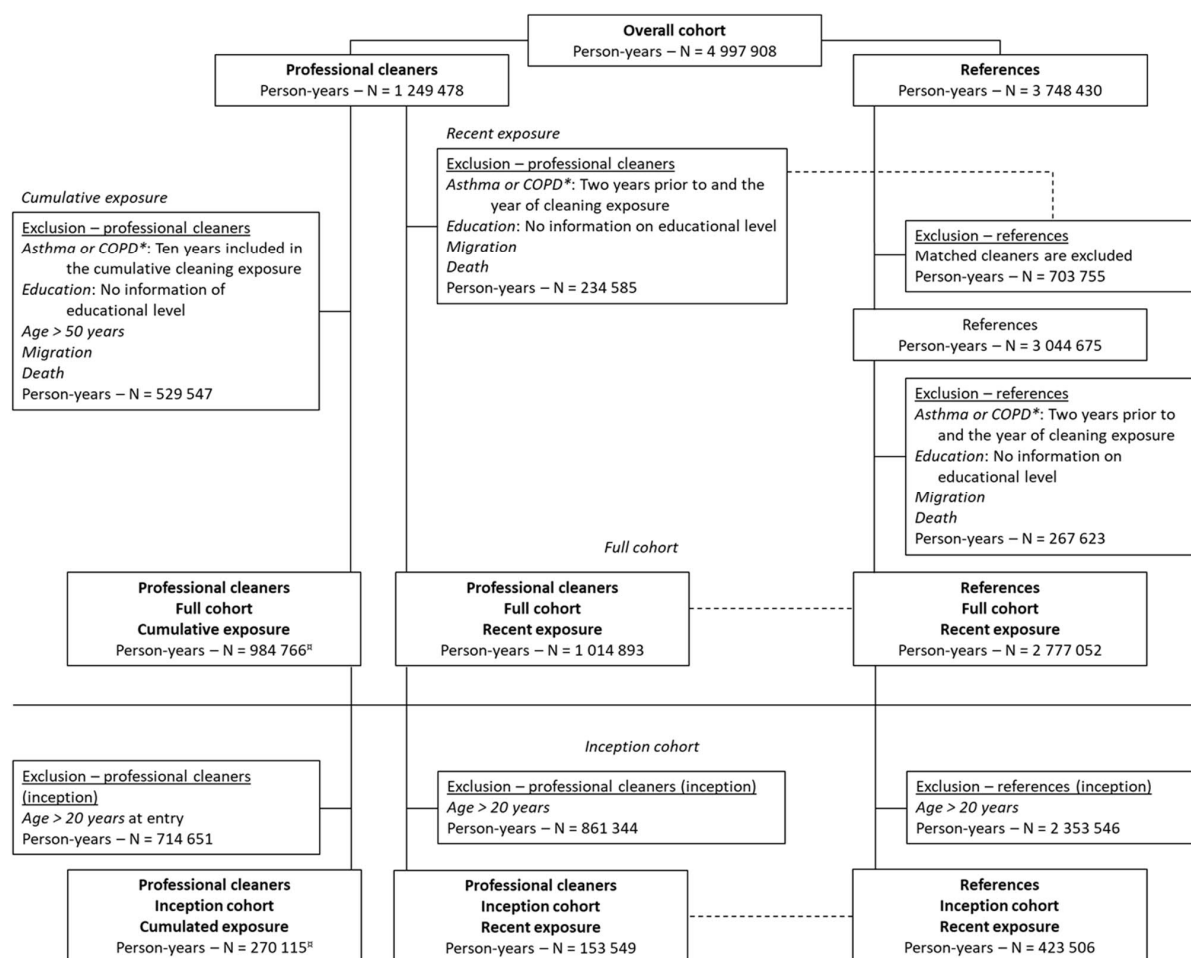 Overall cohort
Person-years – N = 4 997 908
Professional cleaners
Person-years – N = 1 249 478
References
Person-years – N = 3 748 430
Recent exposure
Exclusion – professional cleaners
Asthma or COPD*: Two years prior to and the
year of cleaning exposure
Education: No information on educational level
Migration
Death
Person-years – N = 234 585
Cumulative exposure
Exclusion – professional cleaners
Asthma or COPD*: Ten years included in
the cumulative cleaning exposure
Education: No information of
educational level
Age > 50 years
Migration
Death
Person-years – N = 529 547
Exclusion – references
Matched cleaners are excluded
Person-years – N = 703 755
References
Person-years – N = 3 044 675
Exclusion – references
Asthma or COPD*: Two years prior to
and the year of cleaning exposure
Education: No information on
educational level
Migration
Death
Person-years – N = 267 623
Full cohort
Professional cleaners
Full cohort
Cumulative exposure
Person-years – N = 984 766¤
Professional cleaners
Full cohort
Recent exposure
Person-years – N = 1 014 893
References
Full cohort
Recent exposure
Person-years – N = 2 777 052
Inception cohort
Exclusion – professional cleaners
(inception)
Age > 20 years at entry
Person-years – N = 714 651
Exclusion – professional cleaners (inception)
Age > 20 years
Person-years – N = 861 344
Exclusion – references (inception)
Age > 20 years
Person-years – N = 2 353 546
Professional cleaners
Inception cohort
Cumulated exposure
Person-years – N = 270 115¤
Professional cleaners
Inception cohort
Recent exposure
Person-years – N = 153 549
References
Inception cohort
Recent exposure
Person-years – N = 423 506